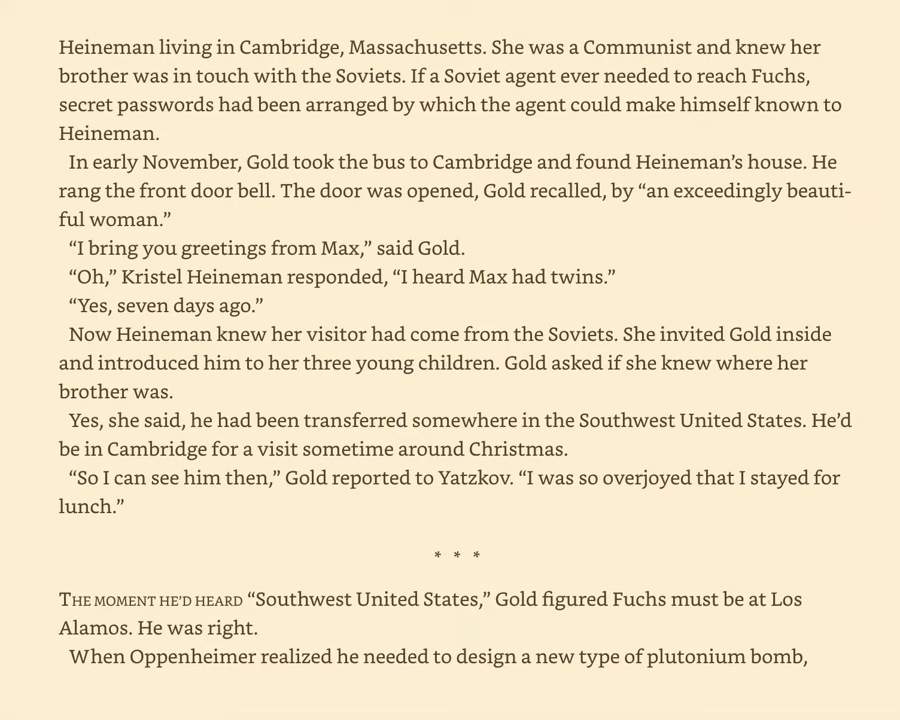 Heineman living in Cambridge, Massachusetts. She was a Communist and knew her
brother was in touch with the Soviets. If a Soviet agent ever needed to reach Fuchs,
secret passwords had been arranged by which the agent could make himself known to
Heineman.
In early November, Gold took the bus to Cambridge and found Heineman’s house. He
rang the front door bell. The door was opened, Gold recalled, by “an exceedingly beauti-
ful woman.”
“I bring you greetings from Max,” said Gold.
“Oh,” Kristel Heineman responded, “I heard Max had twins.”
“Yes, seven days ago.”
Now Heineman knew her visitor had come from the Soviets. She invited Gold inside
and introduced him to her three young children. Gold asked if she knew where her
brother was.
Yes, she said, he had been transferred somewhere in the Southwest United States. He’d
be in Cambridge for a visit sometime around Christmas.
“So I can see him then,” Gold reported to Yatzkov. “I was so overjoyed that I stayed for
lunch.”
* * *
THE MOMENT HE’D HEARD “Southwest United States,” Gold figured Fuchs must be at Los
Alamos. He was right.
When Oppenheimer realized he needed to design a new type of plutonium bomb,